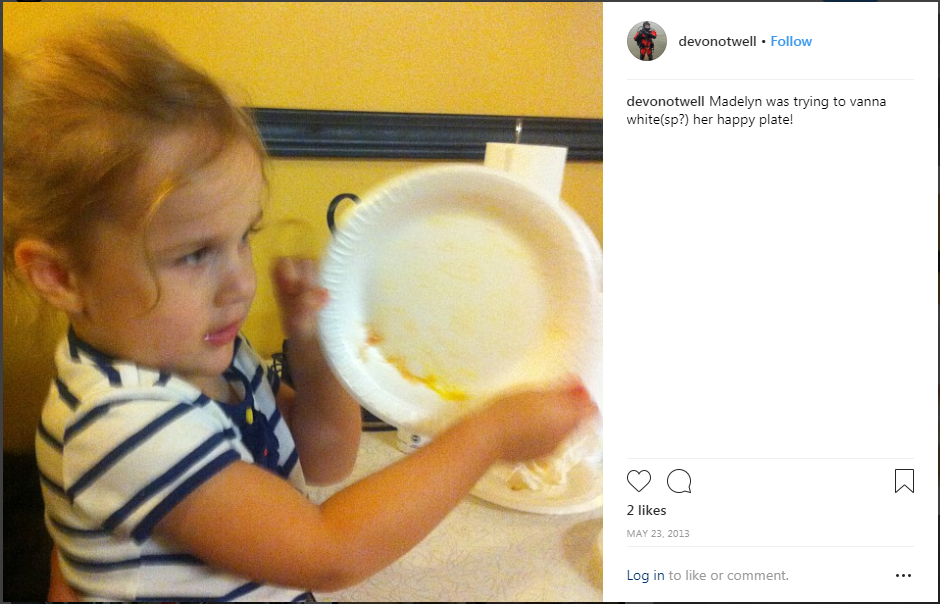 devonotwell • Follow
devonotwell Madelyn was trying to vanna
white(sp?) her happy plate!
2 likes
MAY 23, 2013
Log in to like or comment.